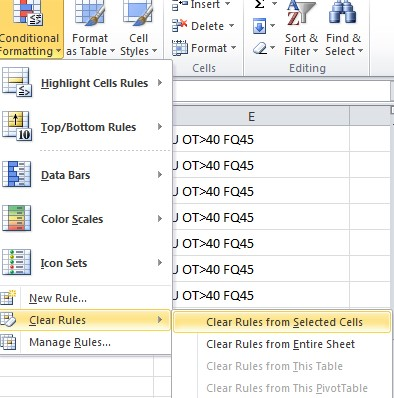 Conditional Formatting
Format as Table
Cell Styles
Insert
Delete
Format
Cells
Σ
Sort & Filter
Find & Select
Editing
Highlight Cells Rules
Top/Bottom Rules
10
Data Bars
Color Scales
Icon Sets
New Rule...
Clear Rules
Manage Rules...
E
U OT>40 FQ45
U OT>40 FQ45
U OT>40 FQ45
U OT>40 FQ45
U OT>40 FQ45
U OT>40 FQ45
U OT>40 FQ45
Clear Rules from Selected Cells
Clear Rules from Entire Sheet
Clear Rules from This Table
Clear Rules from This PivotTable